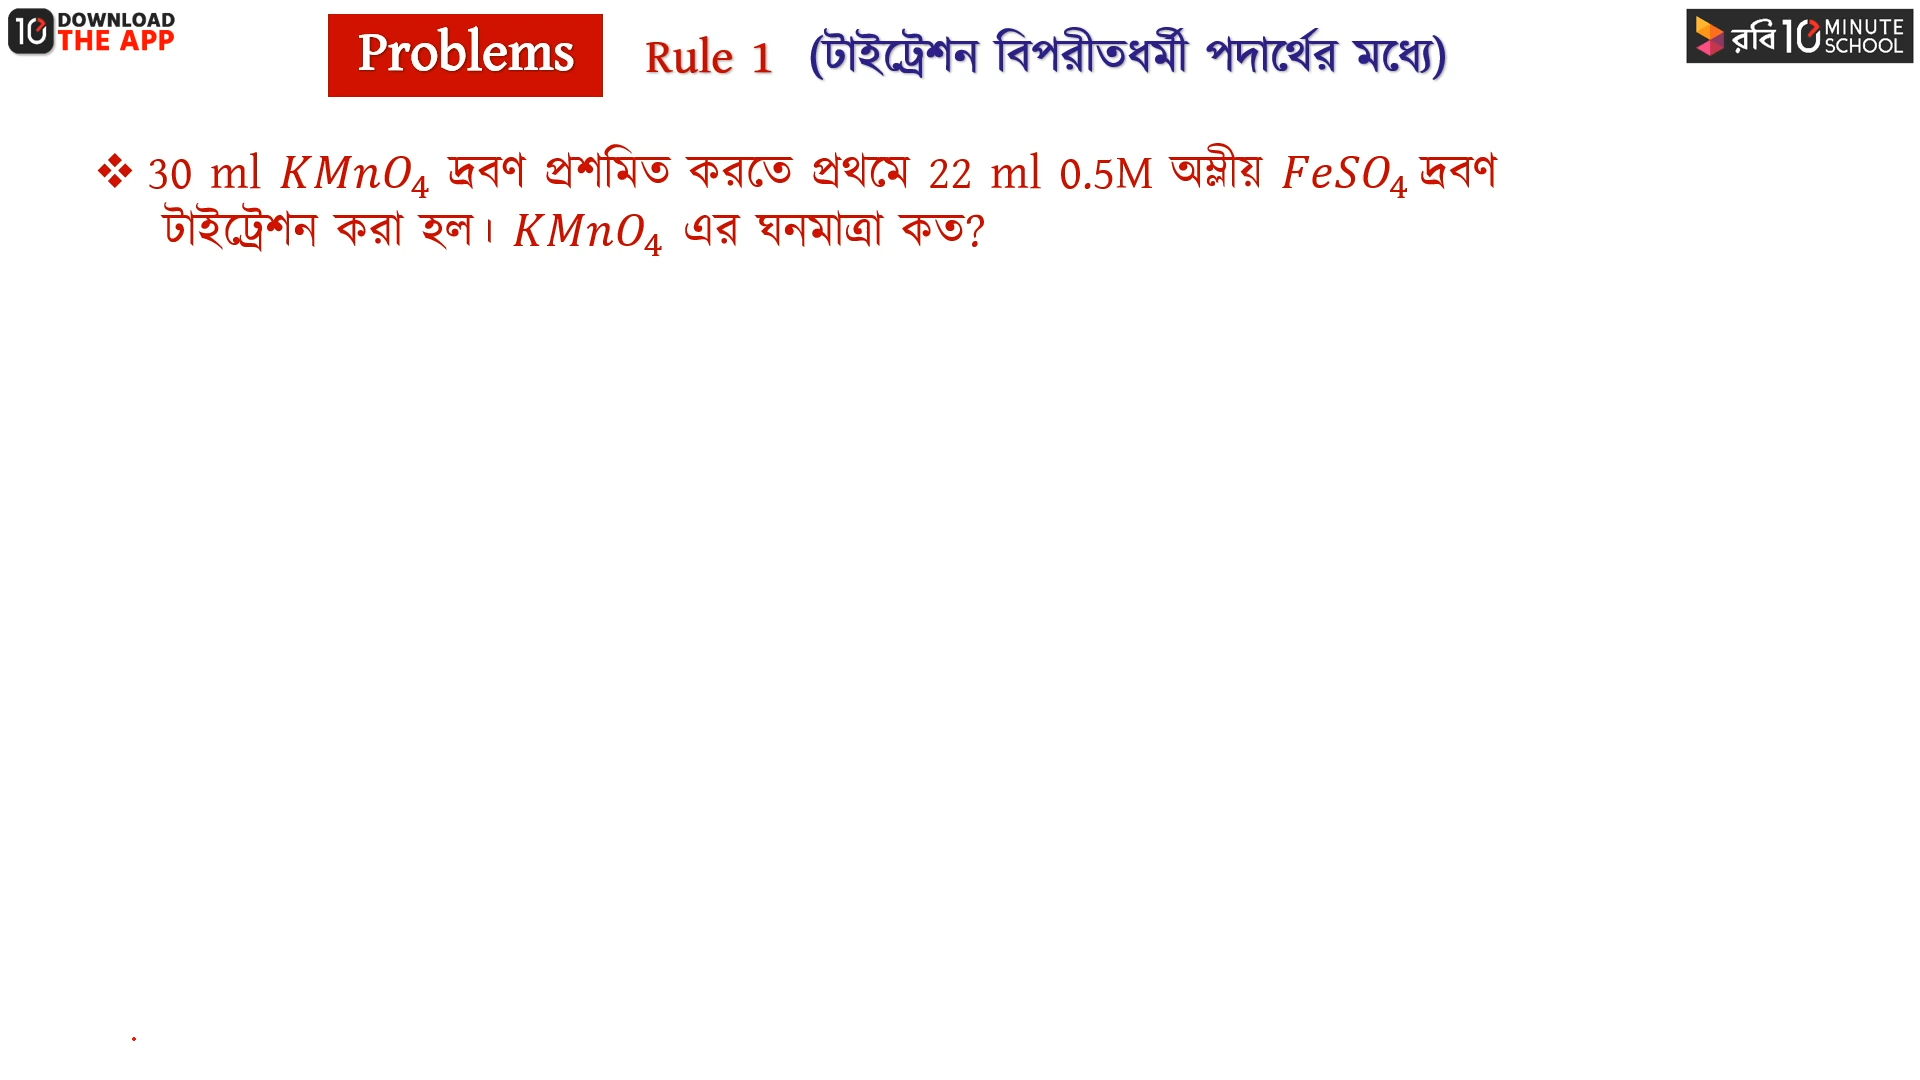 10 DOWNLOAD THE APP
Problems Rule 1 (টাইট্রেশন বিপরীতধর্মী পদার্থের মধ্যে)
রবি 10 MINUTE SCHOOL
❖ 30 ml KMnO₄ দ্রবণ প্রশমিত করতে প্রথমে 22 ml 0.5M অম্লীয় FeSO₄ দ্রবণ
টাইট্রেশন করা হল। KMnO₄ এর ঘনমাত্রা কত?